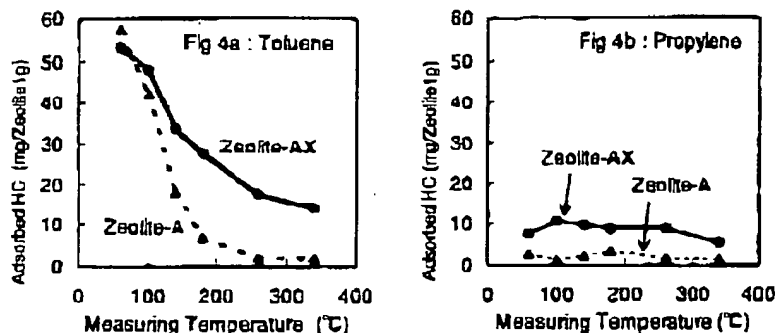 Fig 4a : Toluene
Adsorbed HC (mg/Zeolite 1g)
60
50
40
30
20
10
0
Zeolite-AX
Zeolite-A
0 100 200 300 400
Measuring Temperature (℃)
Fig 4b : Propylene
Adsorbed HC (mg/Zeolite 1g)
60
50
40
30
20
10
0
Zeolite-AX
Zeolite-A
0 100 200 300 400
Measuring Temperature (℃)